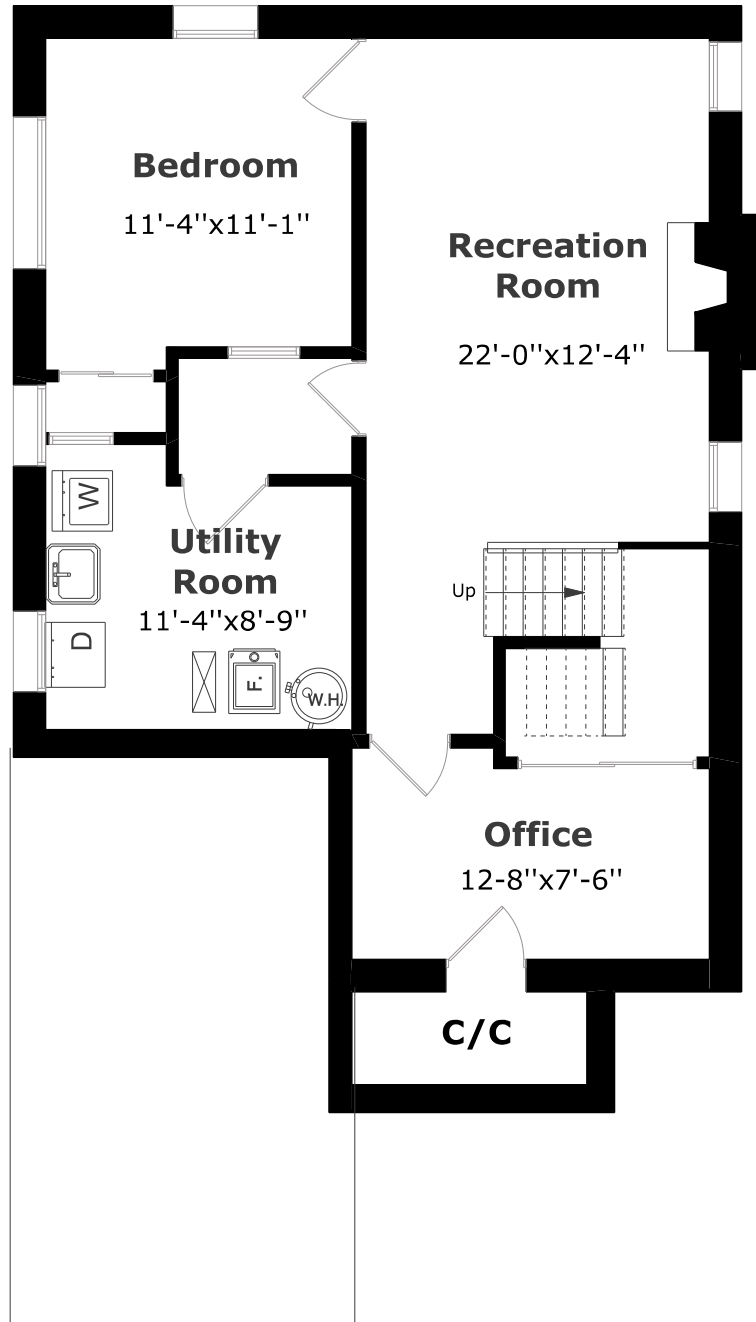 Bedroom
11'-4''x11'-1''
Recreation
Room
22'-0''x12'-4''
W
Utility
Room
11'-4''x8'-9''
Up
D
F.
W.H.
Office
12-8''x7'-6''
C/C